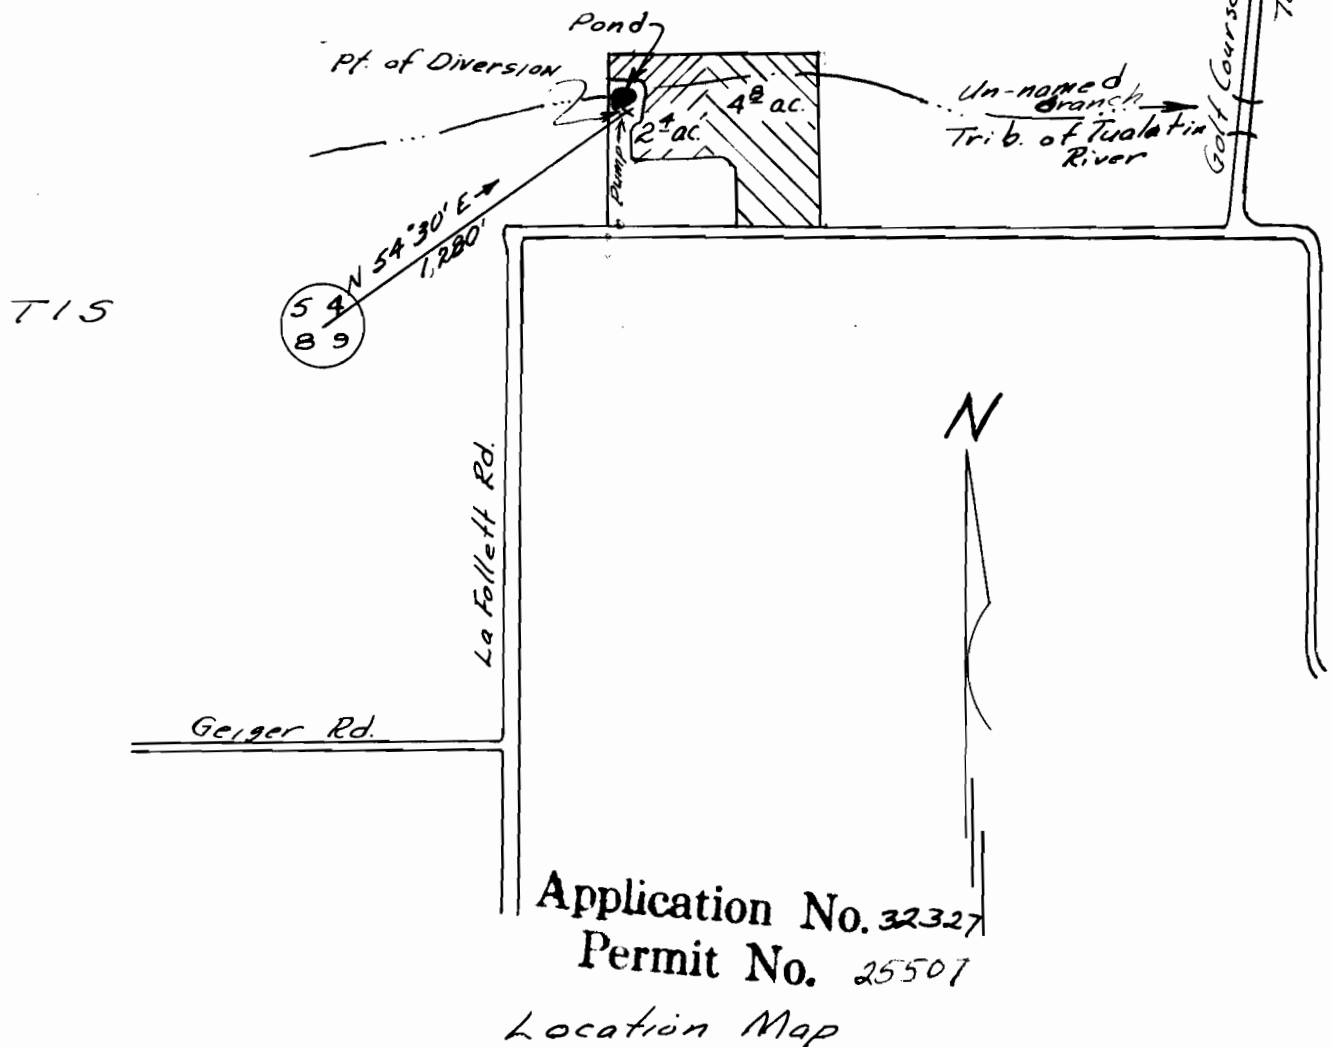 Pond
Pt. of Diversion
4 8 ac.
2 4 ac.
Pump
Un-named
Branch
Trib. of Tualatin
River
Golf Course
N 54°30' E
1,280'
T1S
5 4
8 9
N
La Follett Rd.
Geiger Rd.
Application No. 32327
Permit No. 25507
Location Map